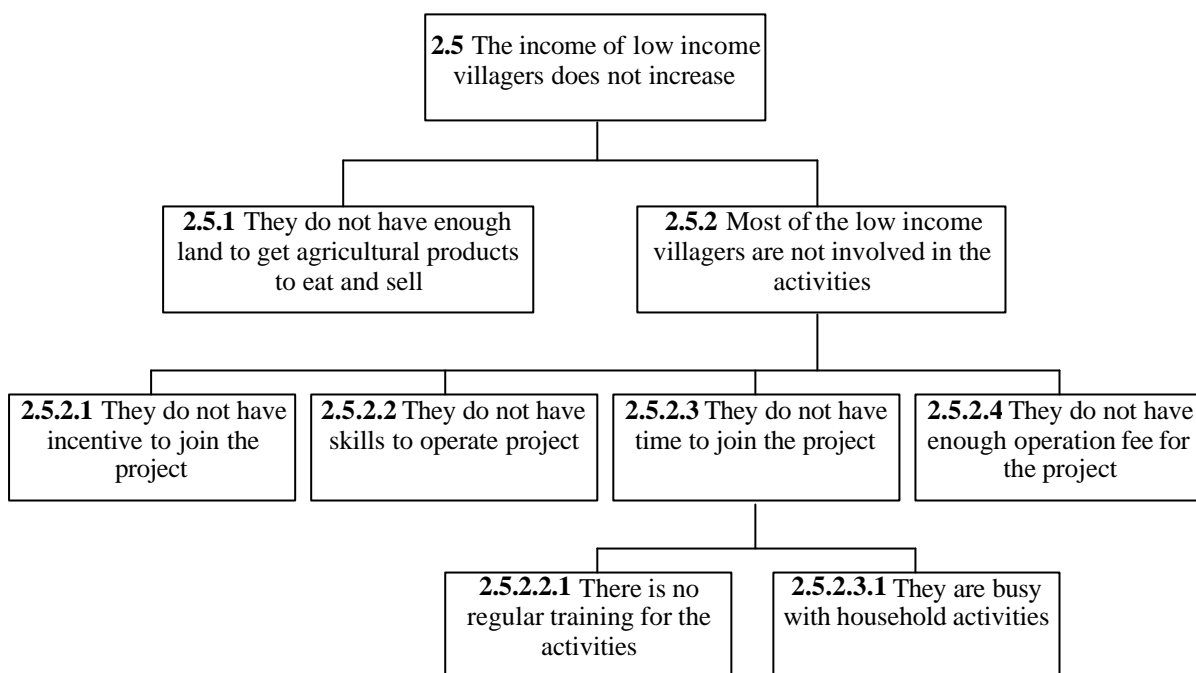 2.5 The income of low income
villagers does not increase
2.5.1 They do not have enough
land to get agricultural products
to eat and sell
2.5.2 Most of the low income
villagers are not involved in the
activities
2.5.2.1 They do not have
incentive to join the
project
2.5.2.2 They do not have
skills to operate project
2.5.2.3 They do not have
time to join the project
2.5.2.4 They do not have
enough operation fee for
the project
2.5.2.2.1 There is no
regular training for the
activities
2.5.2.3.1 They are busy
with household activities